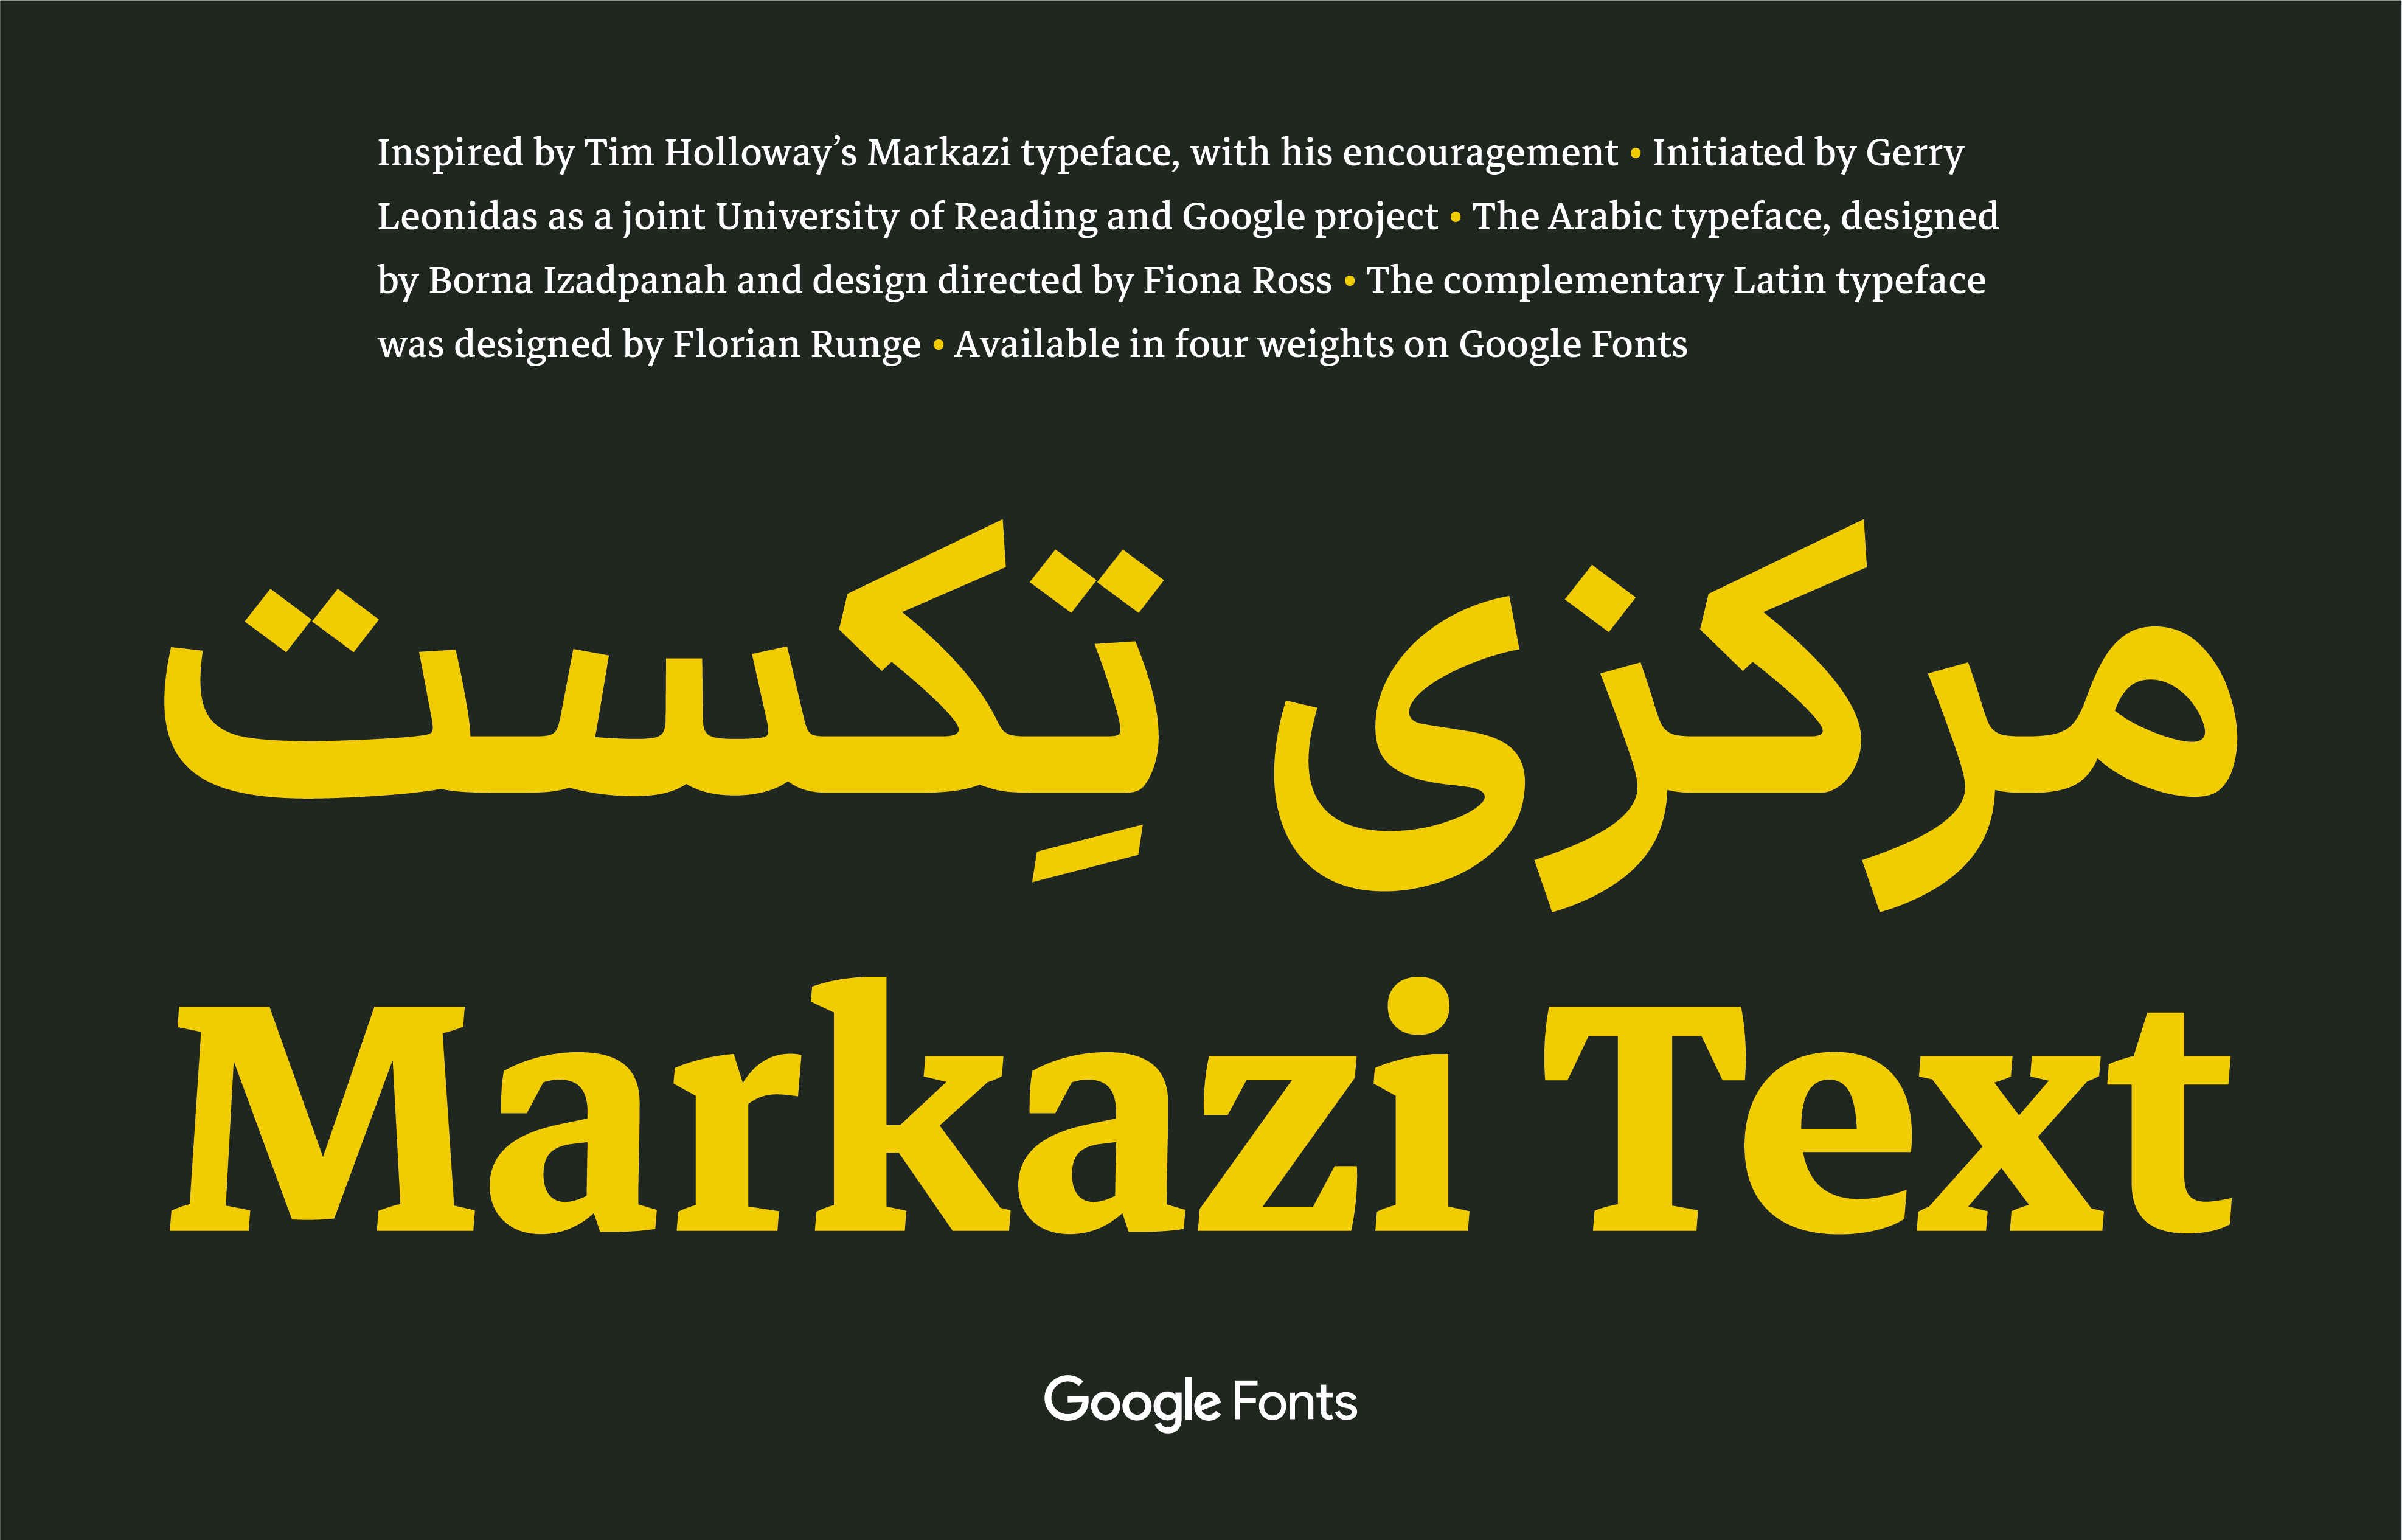 Inspired by Tim Holloway’s Markazi typeface, with his encouragement • Initiated by Gerry
Leonidas as a joint University of Reading and Google project • The Arabic typeface, designed
by Borna Izadpanah and design directed by Fiona Ross • The complementary Latin typeface
was designed by Florian Runge • Available in four weights on Google Fonts
مرکزی تِکست
Markazi Text
Google Fonts